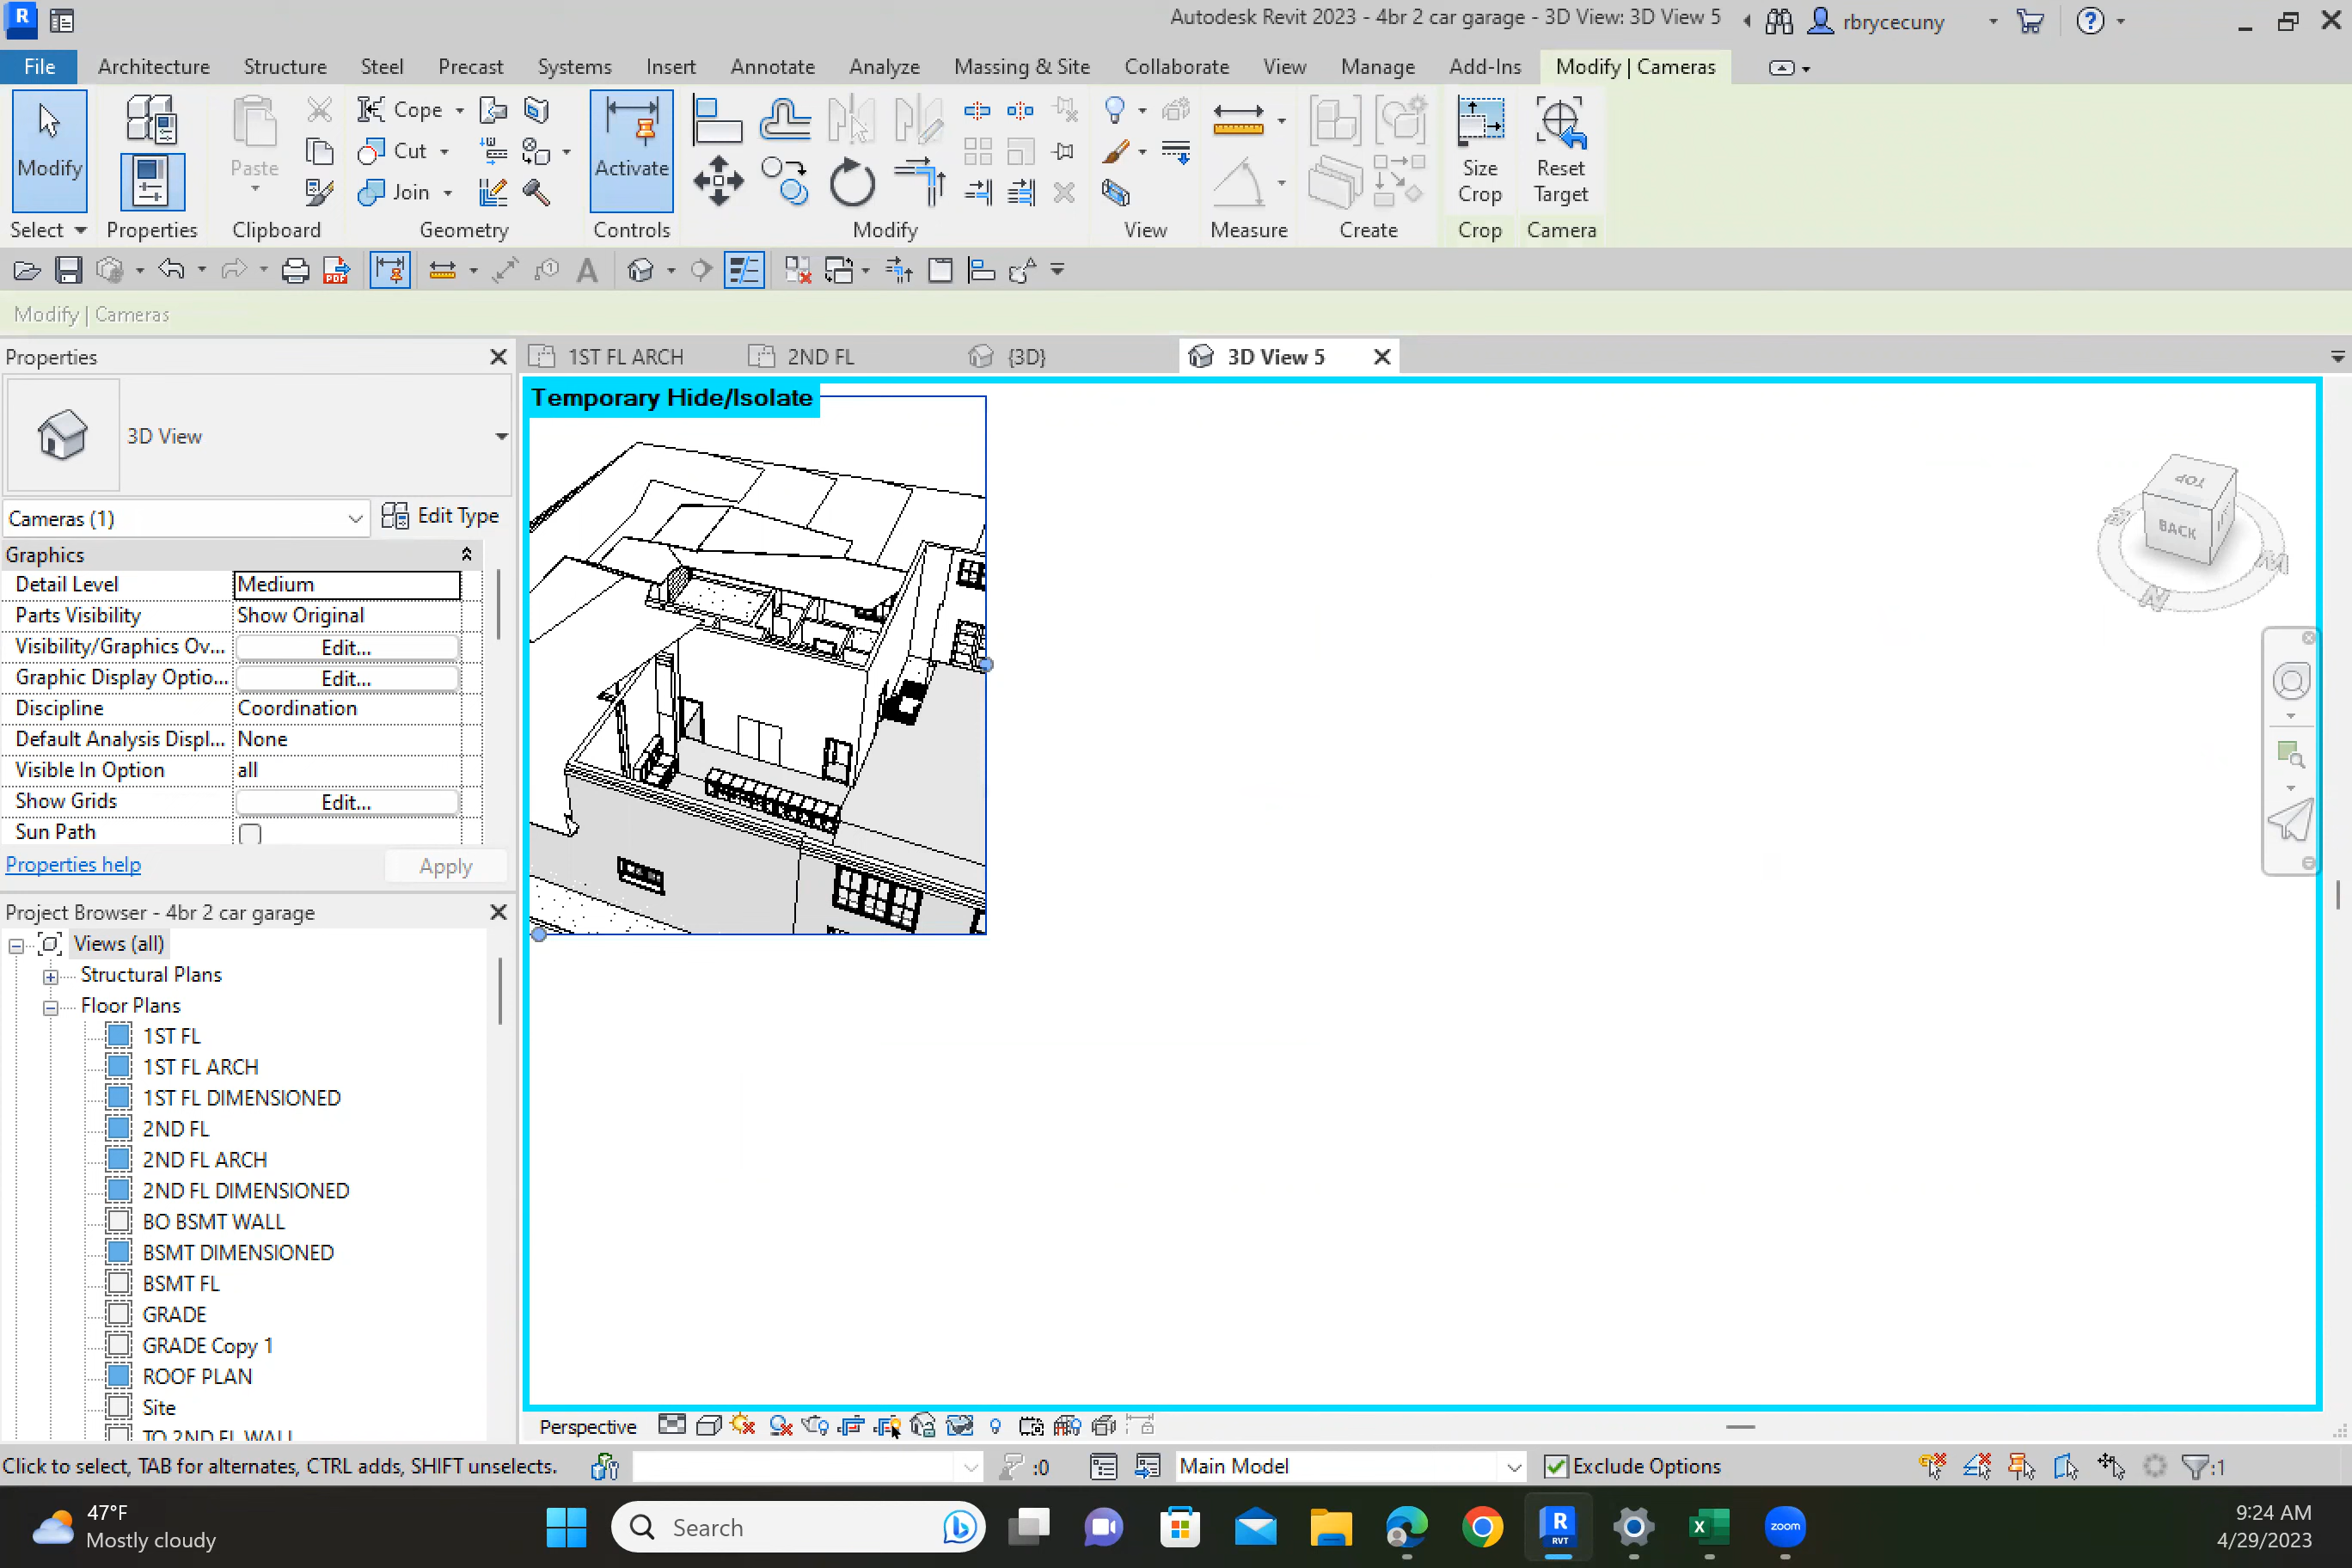 R
Autodesk Revit 2023 - 4br 2 car garage - 3D View: 3D View 5
rbrycecuny
File
Architecture
Structure
Steel
Precast
Systems
Insert
Annotate
Analyze
Massing & Site
Collaborate
View
Manage
Add-Ins
Modify | Cameras
Modify
Paste
Cope
Cut
Join
Activate
Size
Crop
Reset
Target
Select
Properties
Clipboard
Geometry
Controls
Modify
View
Measure
Create
Crop
Camera
PDF
A
Modify | Cameras
Properties
3D View
Cameras (1)
Edit Type
Graphics
Detail Level Medium
Parts Visibility Show Original
Visibility/Graphics Ov... Edit...
Graphic Display Optio... Edit...
Discipline Coordination
Default Analysis Displ... None
Visible In Option all
Show Grids Edit...
Sun Path
Properties help
Apply
Project Browser - 4br 2 car garage
Views (all)
Structural Plans
Floor Plans
1ST FL
1ST FL ARCH
1ST FL DIMENSIONED
2ND FL
2ND FL ARCH
2ND FL DIMENSIONED
BO BSMT WALL
BSMT DIMENSIONED
BSMT FL
GRADE
GRADE Copy 1
ROOF PLAN
Site
TO 2ND FL WALL
1ST FL ARCH
2ND FL
{3D}
3D View 5
Temporary Hide/Isolate
TOP
BACK
N
Perspective
Click to select, TAB for alternates, CTRL adds, SHIFT unselects.
:0
Main Model
Exclude Options
:1
47°F
Mostly cloudy
Search
R
RVT
X
zoom
9:24 AM
4/29/2023